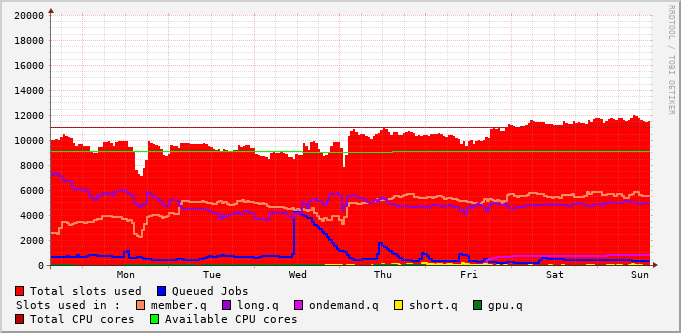 20000
18000
16000
14000
12000
10000
8000
6000
4000
2000
0
Mon Tue Wed Thu Fri Sat Sun
Total slots used Queued Jobs
Slots used in : member.q long.q ondemand.q short.q gpu.q
Total CPU cores Available CPU cores
RRDTOOL / TOBI OETIKER